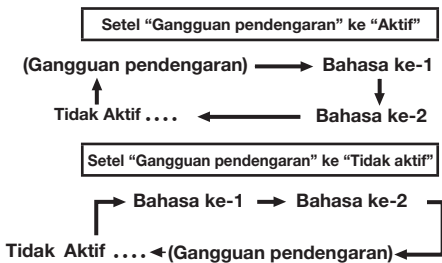 Setel “Gangguan pendengaran” ke “Aktif”
(Gangguan pendengaran) Bahasa ke-1
Tidak Aktif .... Bahasa ke-2
Setel “Gangguan pendengaran” ke “Tidak aktif”
Bahasa ke-1 Bahasa ke-2
Tidak Aktif .... (Gangguan pendengaran)